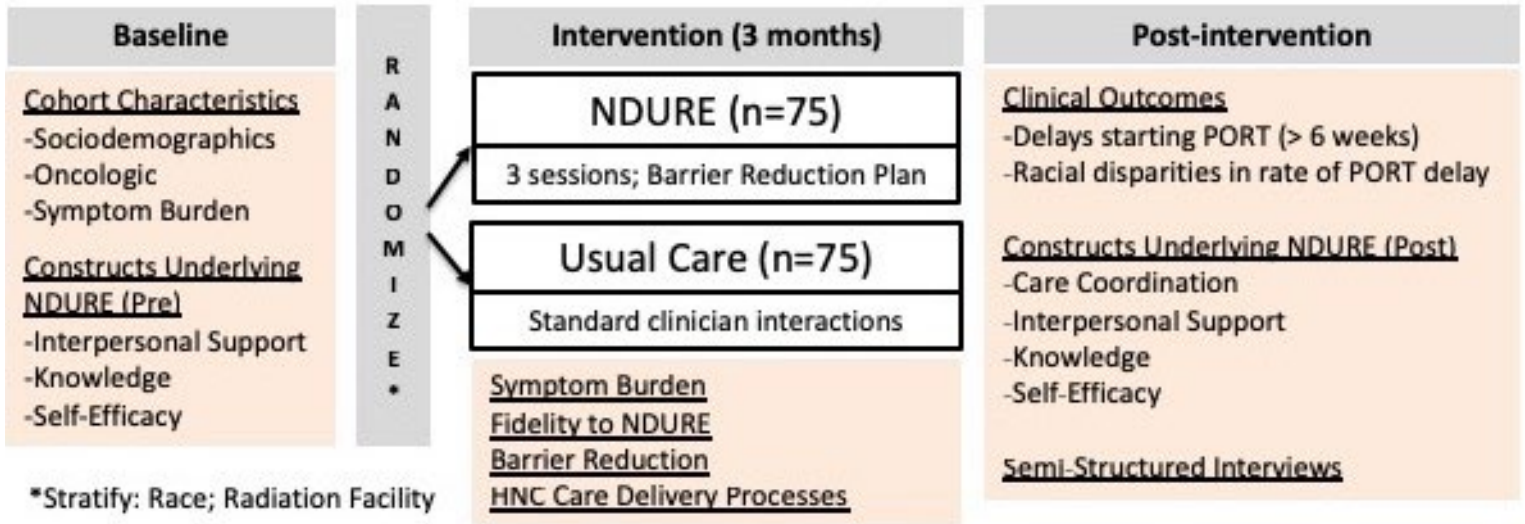 Baseline
Cohort Characteristics
-Sociodemographics
-Oncologic
-Symptom Burden
Constructs Underlying
NDURE (Pre)
-Interpersonal Support
-Knowledge
-Self-Efficacy
*Stratify: Race; Radiation Facility
R
A
N
D
O
M
I
Z
E
*
Intervention (3 months)
NDURE (n=75)
3 sessions; Barrier Reduction Plan
Usual Care (n=75)
Standard clinician interactions
Symptom Burden
Fidelity to NDURE
Barrier Reduction
HNC Care Delivery Processes
Post-intervention
Clinical Outcomes
-Delays starting PORT (> 6 weeks)
-Racial disparities in rate of PORT delay
Constructs Underlying NDURE (Post)
-Care Coordination
-Interpersonal Support
-Knowledge
-Self-Efficacy
Semi-Structured Interviews